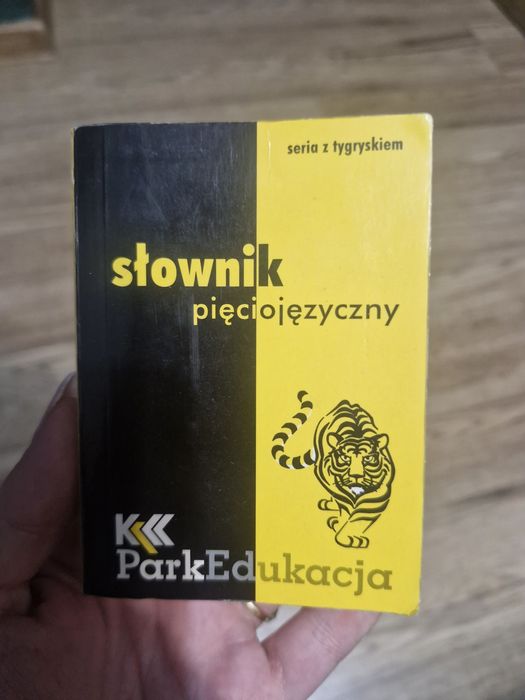 seria z tygryskiem
słownik
pięciojęzyczny
ParkEdukacja